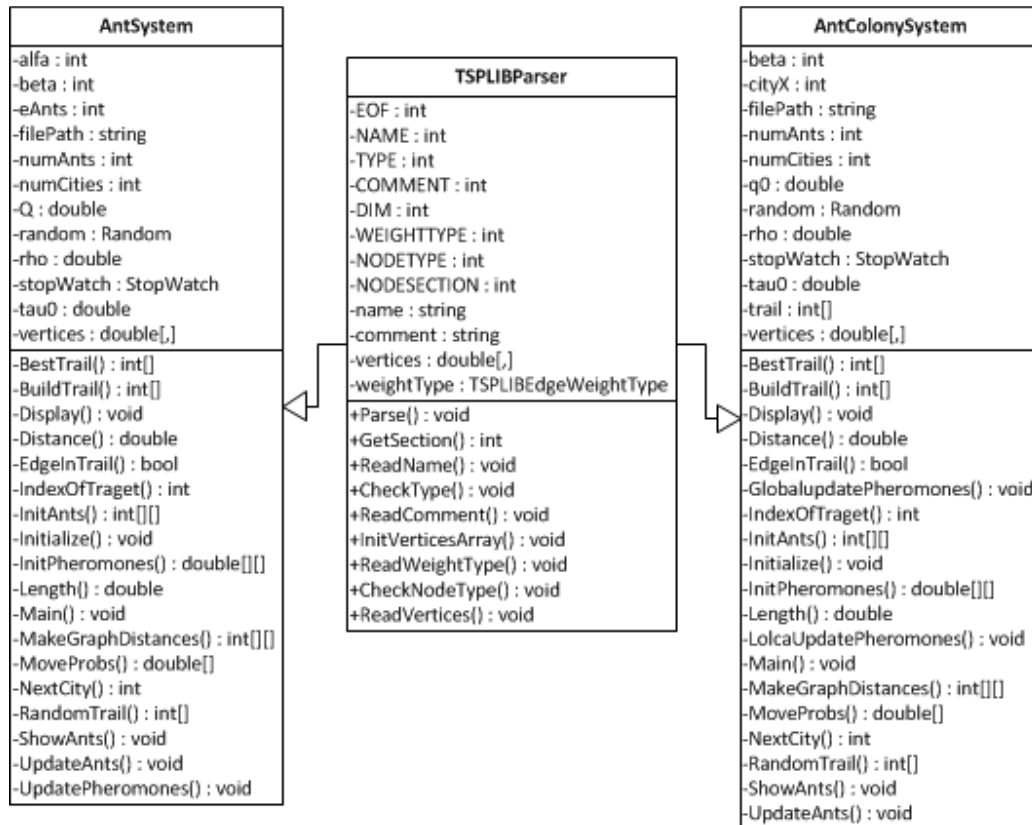 AntSystem
-alfa : int
-beta : int
-eAnts : int
-filePath : string
-numAnts : int
-numCities : int
-Q : double
-random : Random
-rho : double
-stopWatch : StopWatch
-tau0 : double
-vertices : double[,]
-BestTrail() : int[]
-BuildTrail() : int[]
-Display() : void
-Distance() : double
-EdgeInTrail() : bool
-IndexOfTraget() : int
-InitAnts() : int[][]
-Initialize() : void
-InitPheromones() : double[][]
-Length() : double
-Main() : void
-MakeGraphDistances() : int[][]
-MoveProbs() : double[]
-NextCity() : int
-RandomTrail() : int[]
-ShowAnts() : void
-UpdateAnts() : void
-UpdatePheromones() : void
TSPLIBParser
-EOF : int
-NAME : int
-TYPE : int
-COMMENT : int
-DIM : int
-WEIGHTTYPE : int
-NODETYPE : int
-NODESECTION : int
-name : string
-comment : string
-vertices : double[,]
-weightType : TSPLIBEdgeWeightType
+Parse() : void
+GetSection() : int
+ReadName() : void
+CheckType() : void
+ReadComment() : void
+InitVerticesArray() : void
+ReadWeightType() : void
+CheckNodeType() : void
+ReadVertices() : void
AntColonySystem
-beta : int
-cityX : int
-filePath : string
-numAnts : int
-numCities : int
-q0 : double
-random : Random
-rho : double
-stopWatch : StopWatch
-tau0 : double
-trail : int[]
-vertices : double[,]
-BestTrail() : int[]
-BuildTrail() : int[]
-Display() : void
-Distance() : double
-EdgeInTrail() : bool
-GlobalupdatePheromones() : void
-IndexOfTraget() : int
-InitAnts() : int[][]
-Initialize() : void
-InitPheromones() : double[][]
-Length() : double
-LolcaUpdatePheromones() : void
-Main() : void
-MakeGraphDistances() : int[][]
-MoveProbs() : double[]
-NextCity() : int
-RandomTrail() : int[]
-ShowAnts() : void
-UpdateAnts() : void